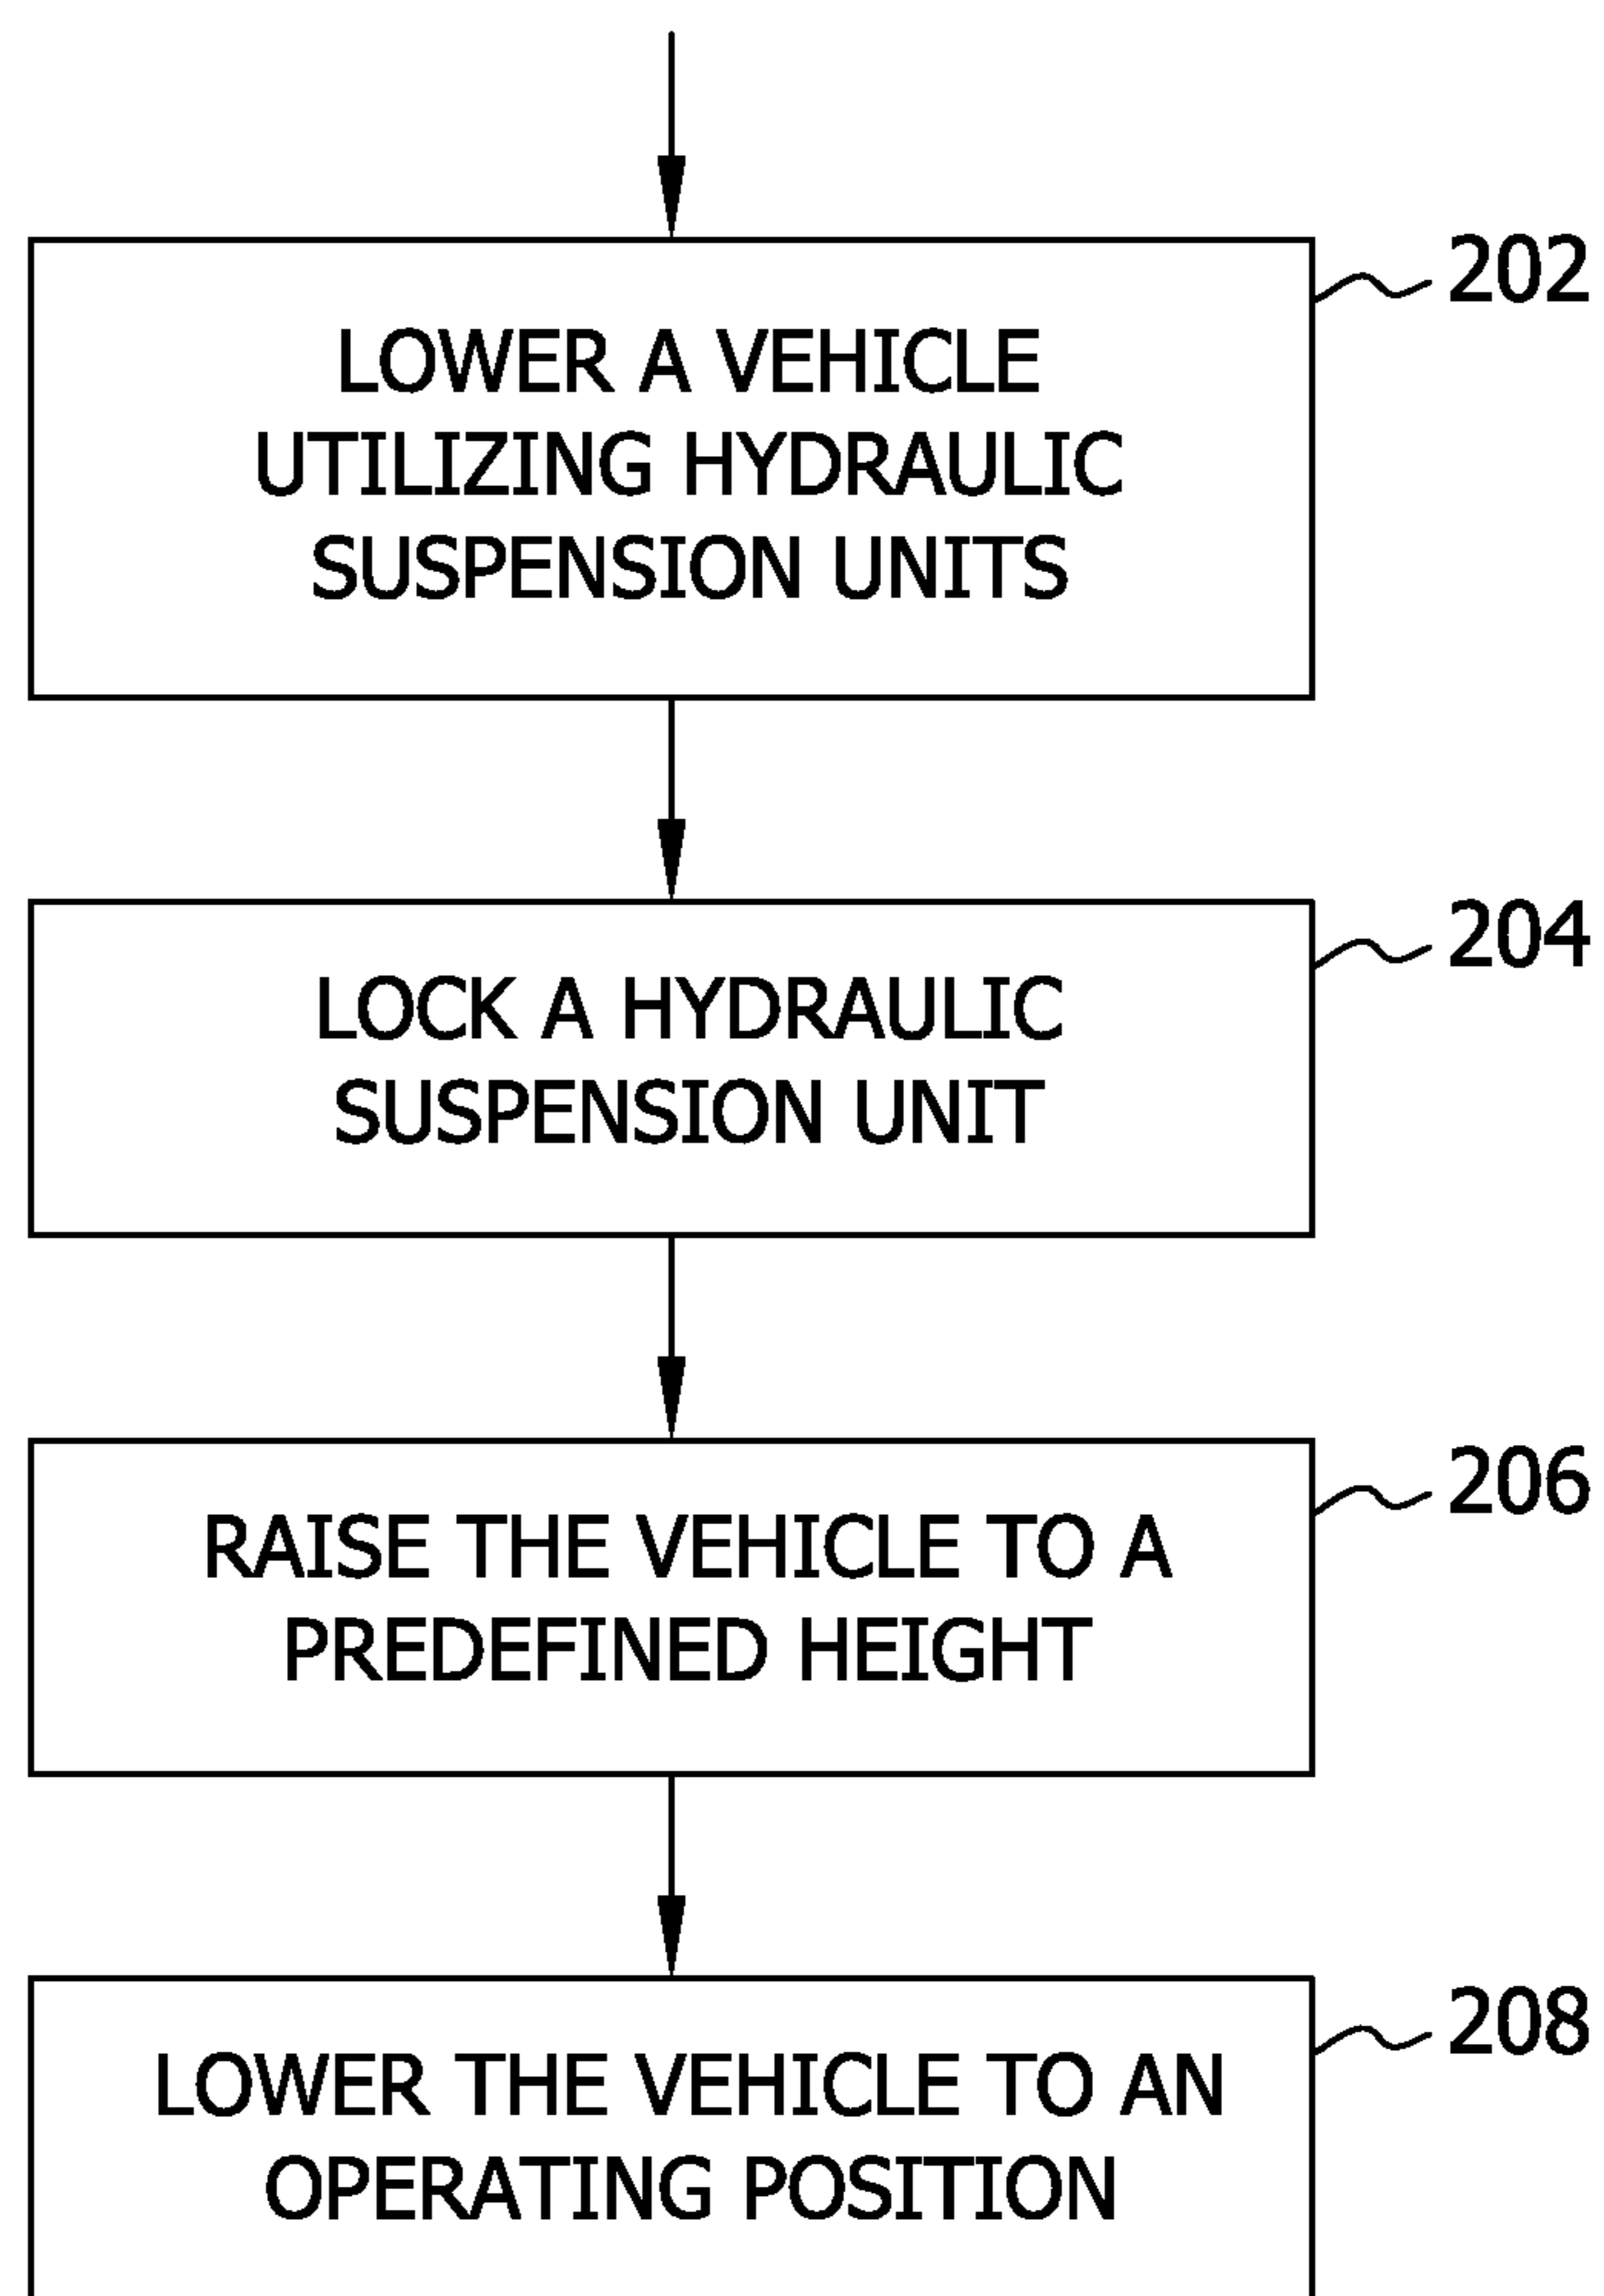 202
LOWER A VEHICLE
UTILIZING HYDRAULIC
SUSPENSION UNITS
204
LOCK A HYDRAULIC
SUSPENSION UNIT
206
RAISE THE VEHICLE TO A
PREDEFINED HEIGHT
208
LOWER THE VEHICLE TO AN
OPERATING POSITION